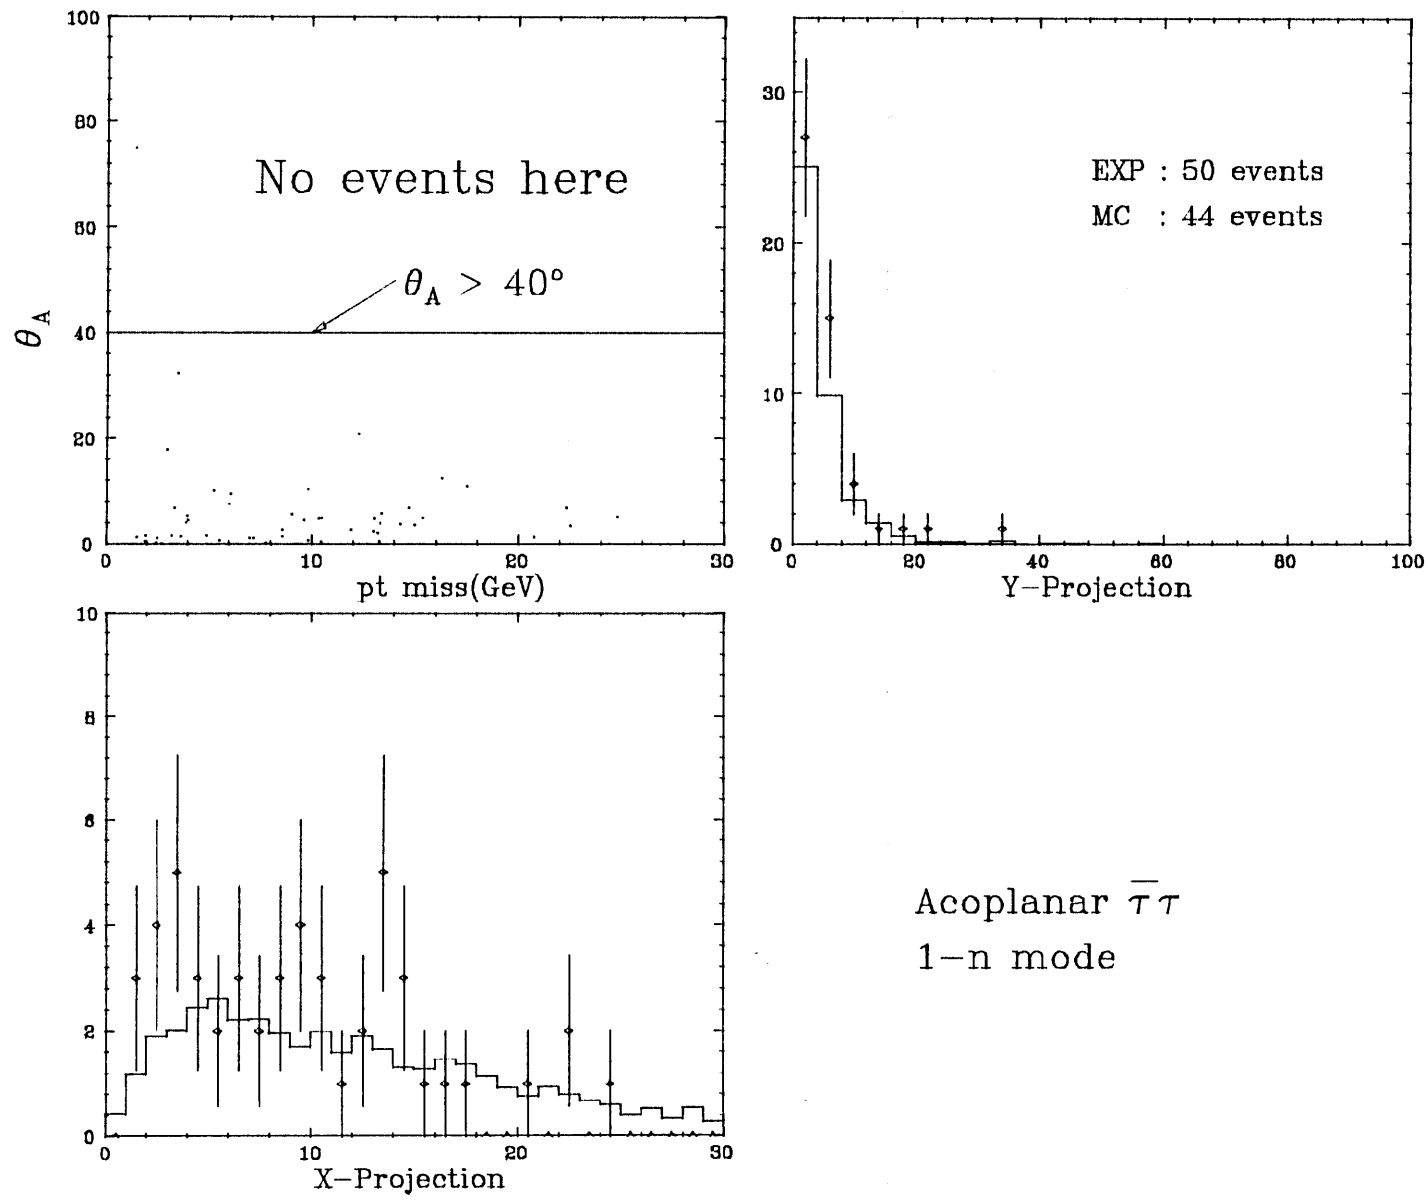 100
80
60
40
20
0
θA
No events here
θA > 40°
0 10 20 30
pt miss(GeV)
30
20
10
0
EXP : 50 events
MC : 44 events
0 20 40 60 80 100
Y-Projection
10
8
6
4
2
0
0 10 20 30
X-Projection
Acoplanar τ̅τ
1-n mode